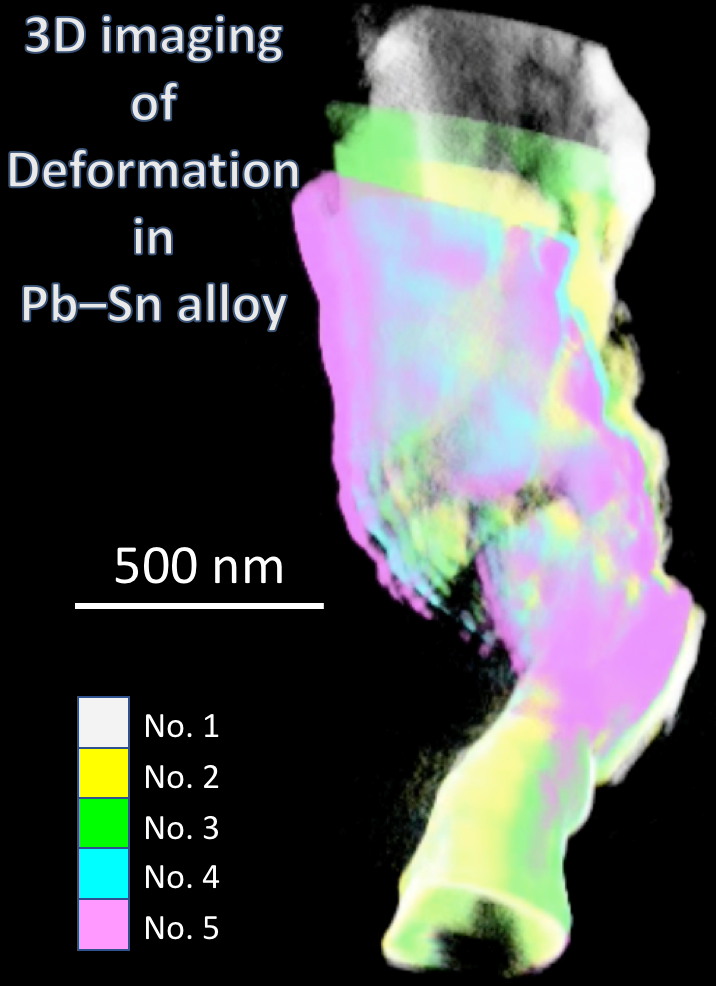 3D imaging
of
Deformation
in
Pb–Sn alloy
500 nm
No. 1
No. 2
No. 3
No. 4
No. 5